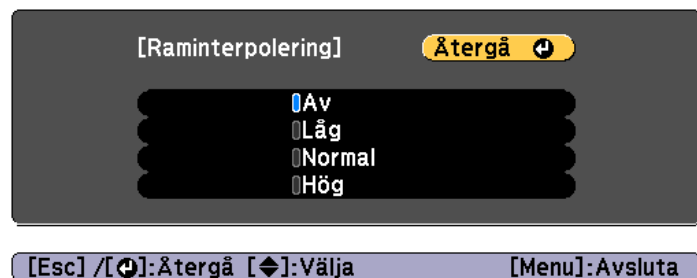 [Raminterpolering] Återgå
Av
Låg
Normal
Hög
[Esc] /[]:Återgå []:Välja [Menu]:Avsluta